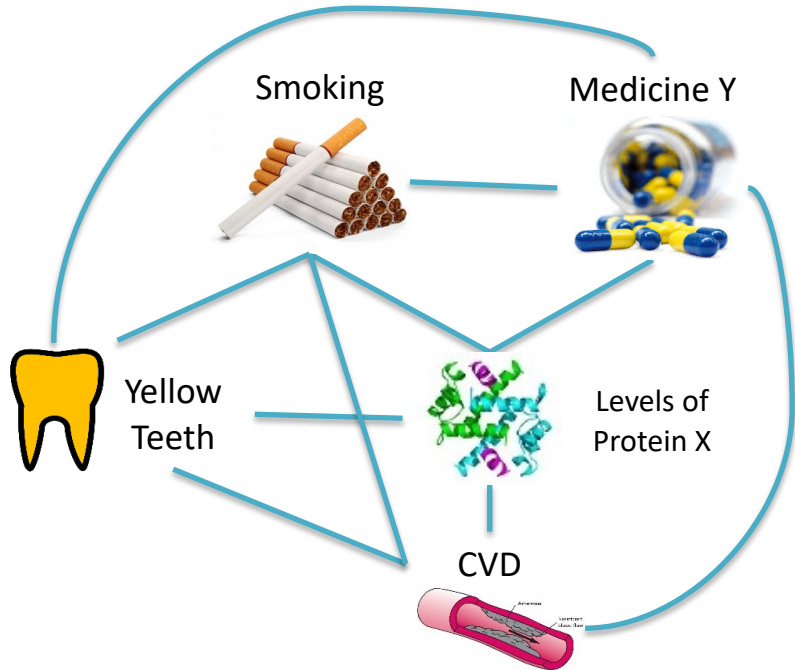 Smoking
Medicine Y
Yellow
Teeth
Levels of
Protein X
CVD